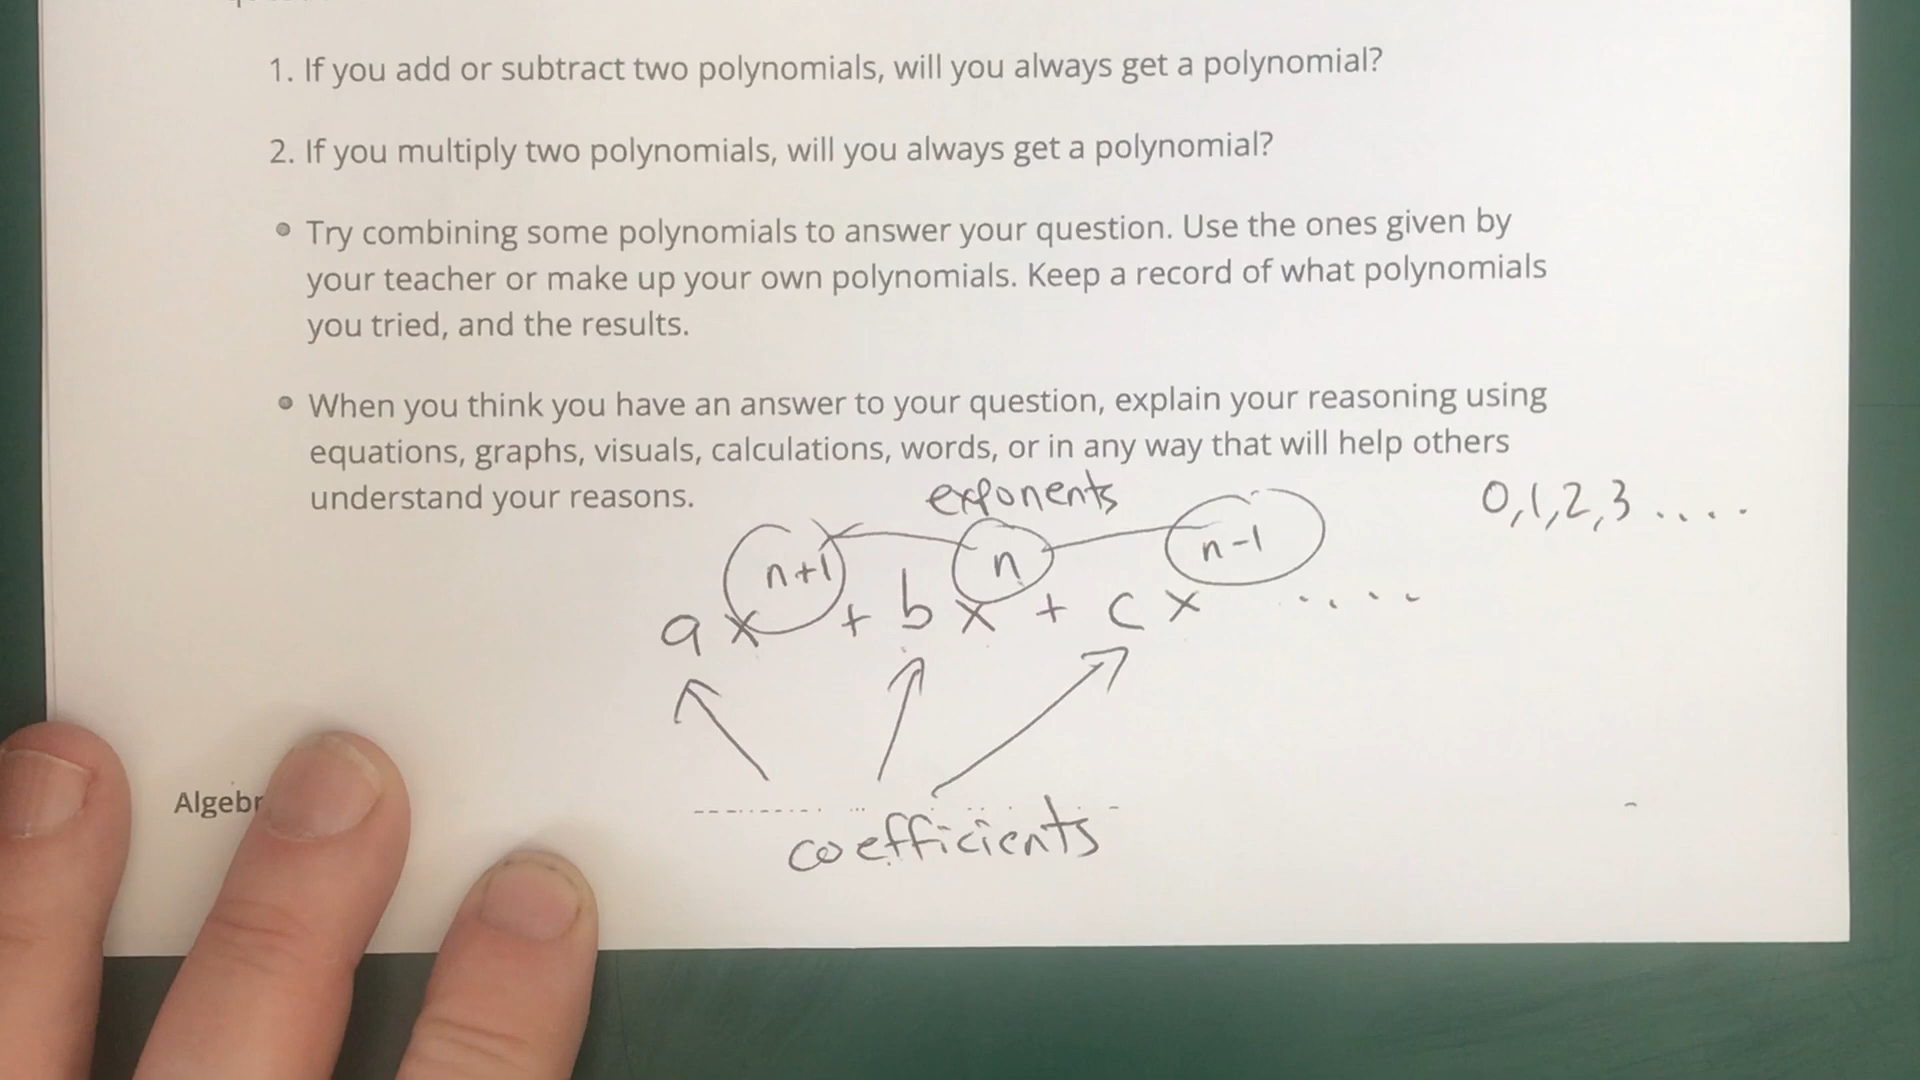 1. If you add or subtract two polynomials, will you always get a polynomial?
2. If you multiply two polynomials, will you always get a polynomial?
• Try combining some polynomials to answer your question. Use the ones given by
your teacher or make up your own polynomials. Keep a record of what polynomials
you tried, and the results.
• When you think you have an answer to your question, explain your reasoning using
equations, graphs, visuals, calculations, words, or in any way that will help others
understand your reasons.
exponents
0,1,2,3 ....
ax^(n+1) + bx^n + cx^(n-1) ....
Algebr
coefficients